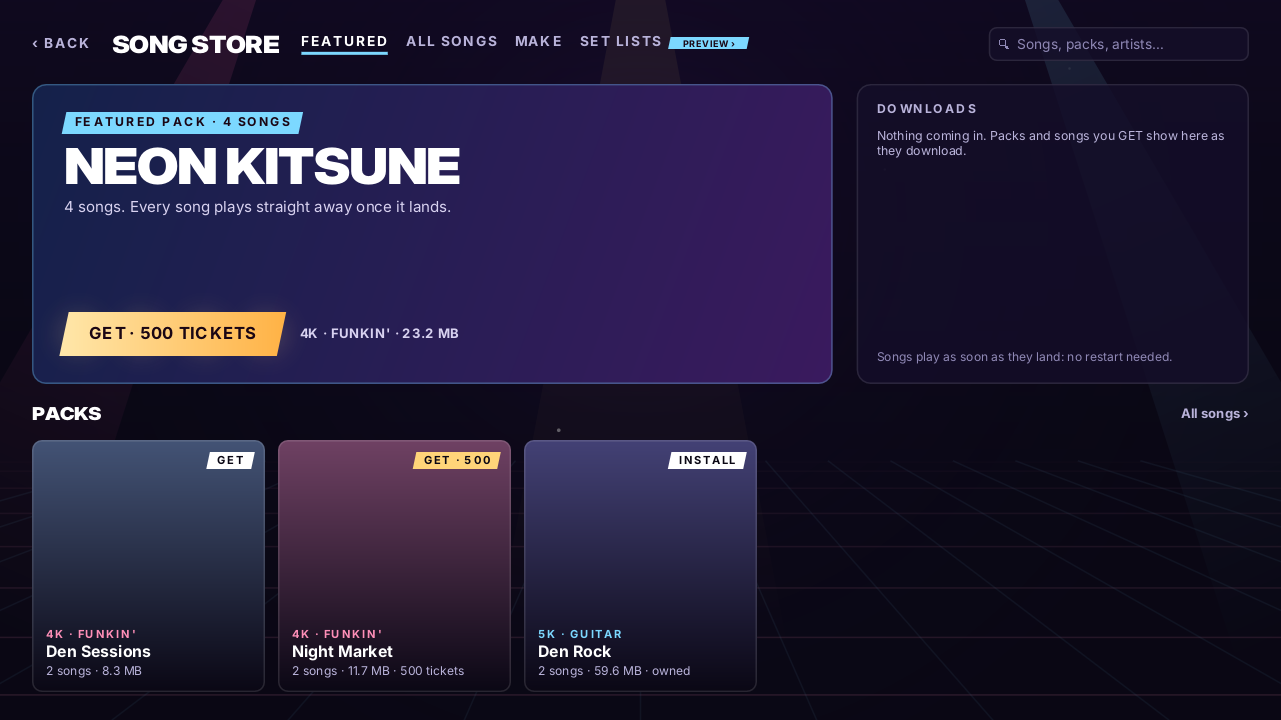 ‹ BACK
SONG STORE
FEATURED
ALL SONGS
MAKE
SET LISTS
PREVIEW ›
Songs, packs, artists...
FEATURED PACK · 4 SONGS
NEON KITSUNE
4 songs. Every song plays straight away once it lands.
GET · 500 TICKETS
4K · FUNKIN' · 23.2 MB
DOWNLOADS
Nothing coming in. Packs and songs you GET show here as
they download.
Songs play as soon as they land: no restart needed.
PACKS
All songs ›
GET
4K · FUNKIN'
Den Sessions
2 songs · 8.3 MB
GET · 500
4K · FUNKIN'
Night Market
2 songs · 11.7 MB · 500 tickets
INSTALL
5K · GUITAR
Den Rock
2 songs · 59.6 MB · owned